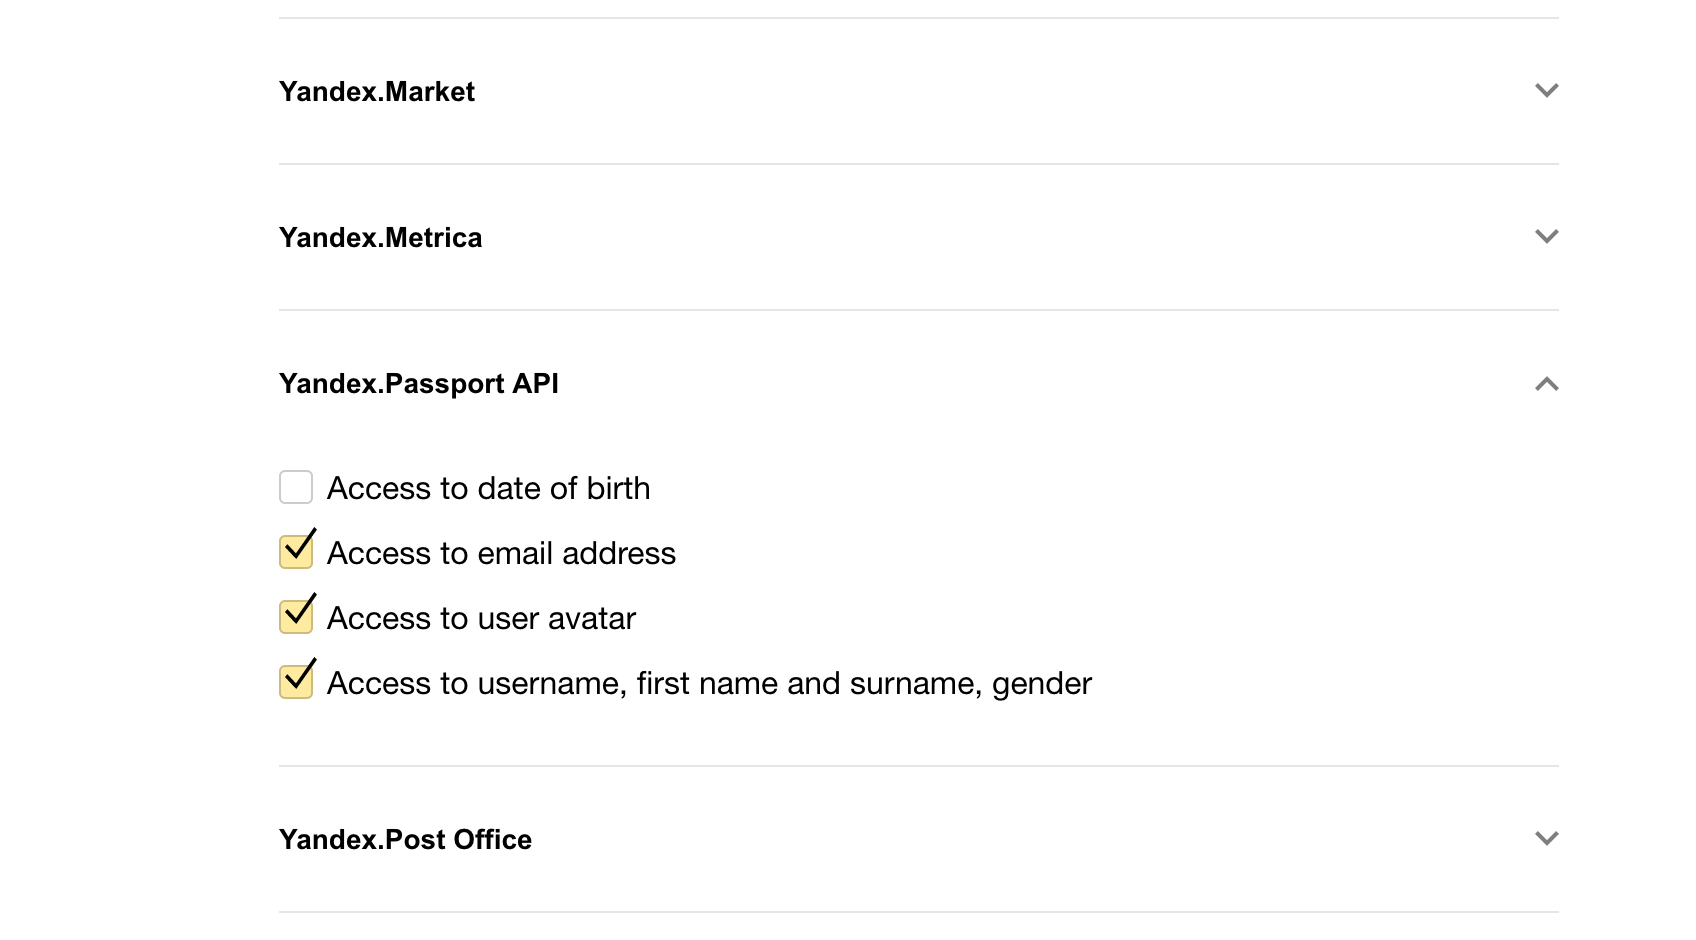 Yandex.Market
Yandex.Metrica
Yandex.Passport API
Access to date of birth
Access to email address
Access to user avatar
Access to username, first name and surname, gender
Yandex.Post Office